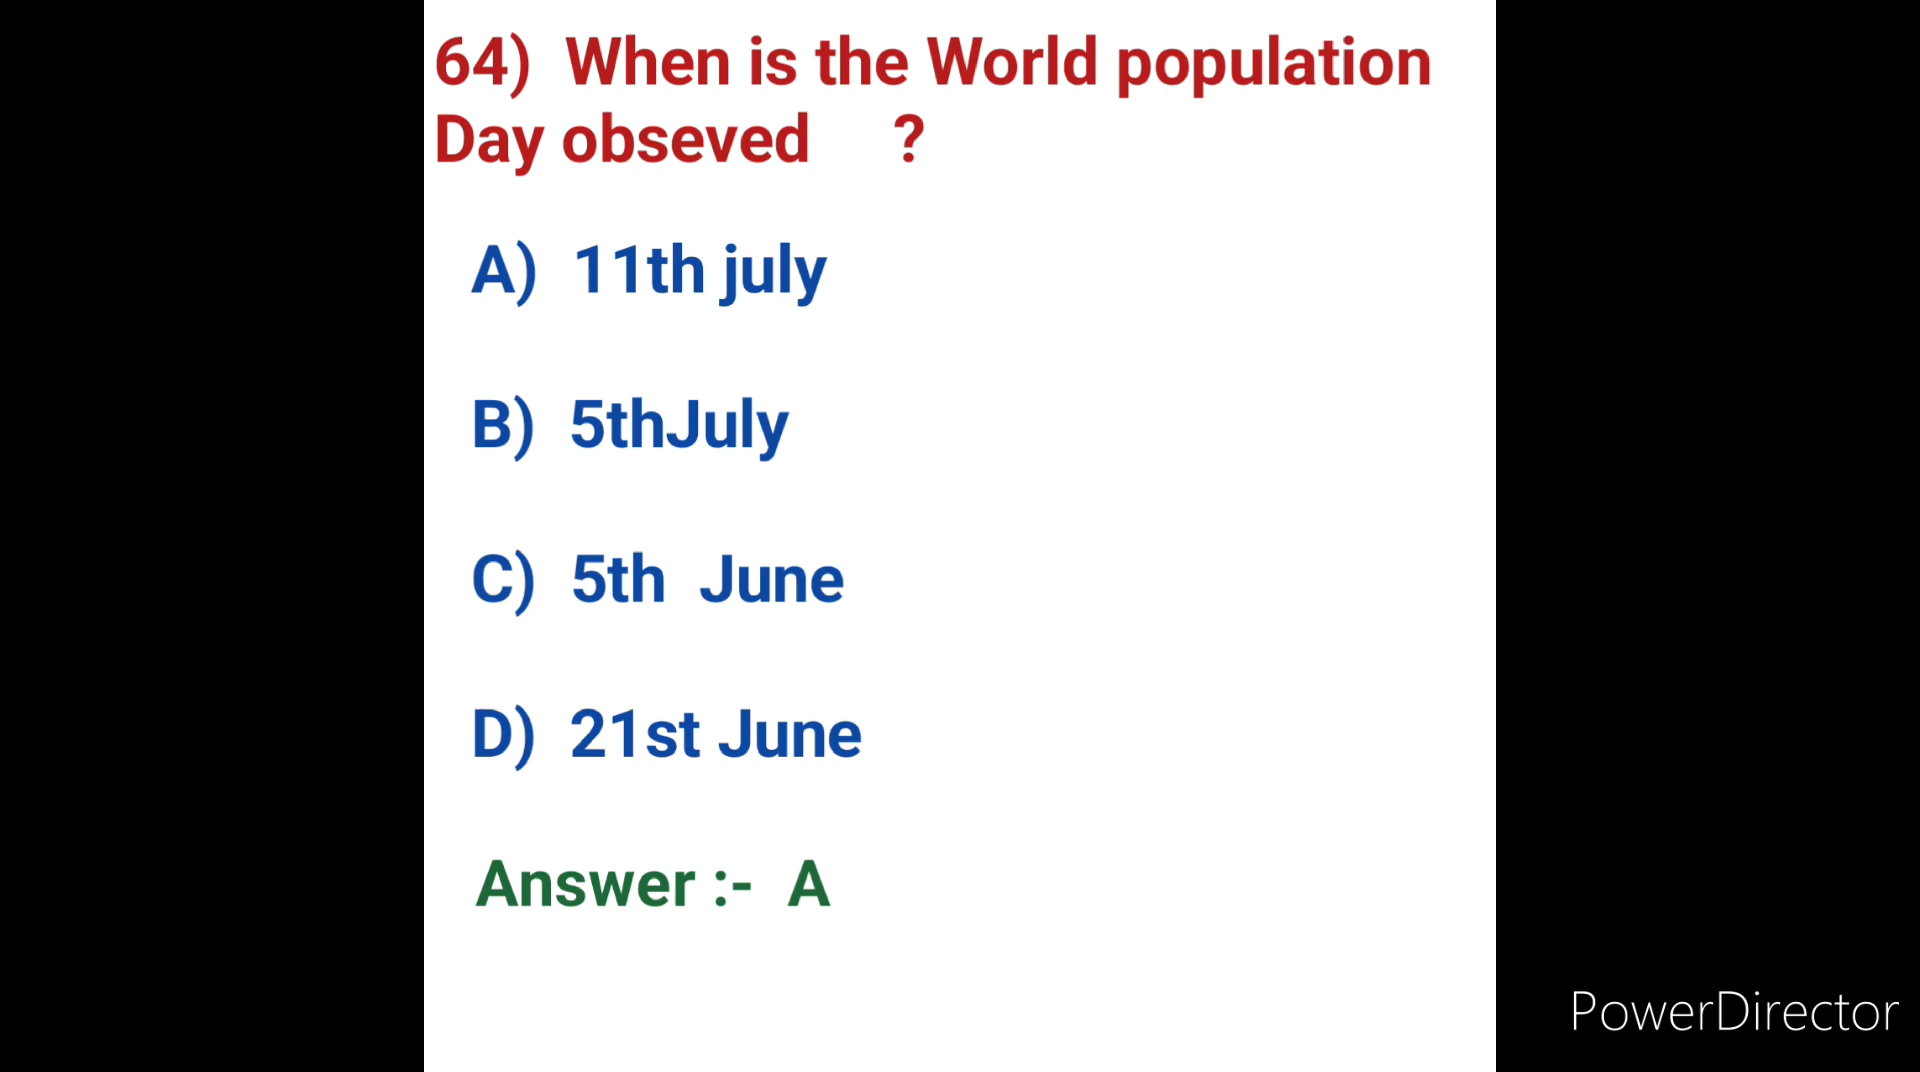 64) When is the World population
Day obseved ?
A) 11th july
B) 5thJuly
C) 5th June
D) 21st June
Answer :- A
PowerDirector